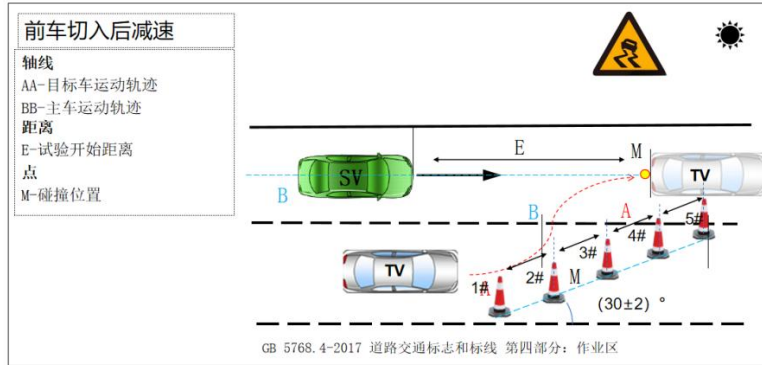 前车切入后减速
轴线
AA-目标车运动轨迹
BB-主车运动轨迹
距离
E-试验开始距离
点
M-碰撞位置
E
M
SV
TV
B
B
A
5#
4#
3#
TV
2#
M
1#
A
(30±2) °
GB 5768.4-2017 道路交通标志和标线 第四部分: 作业区